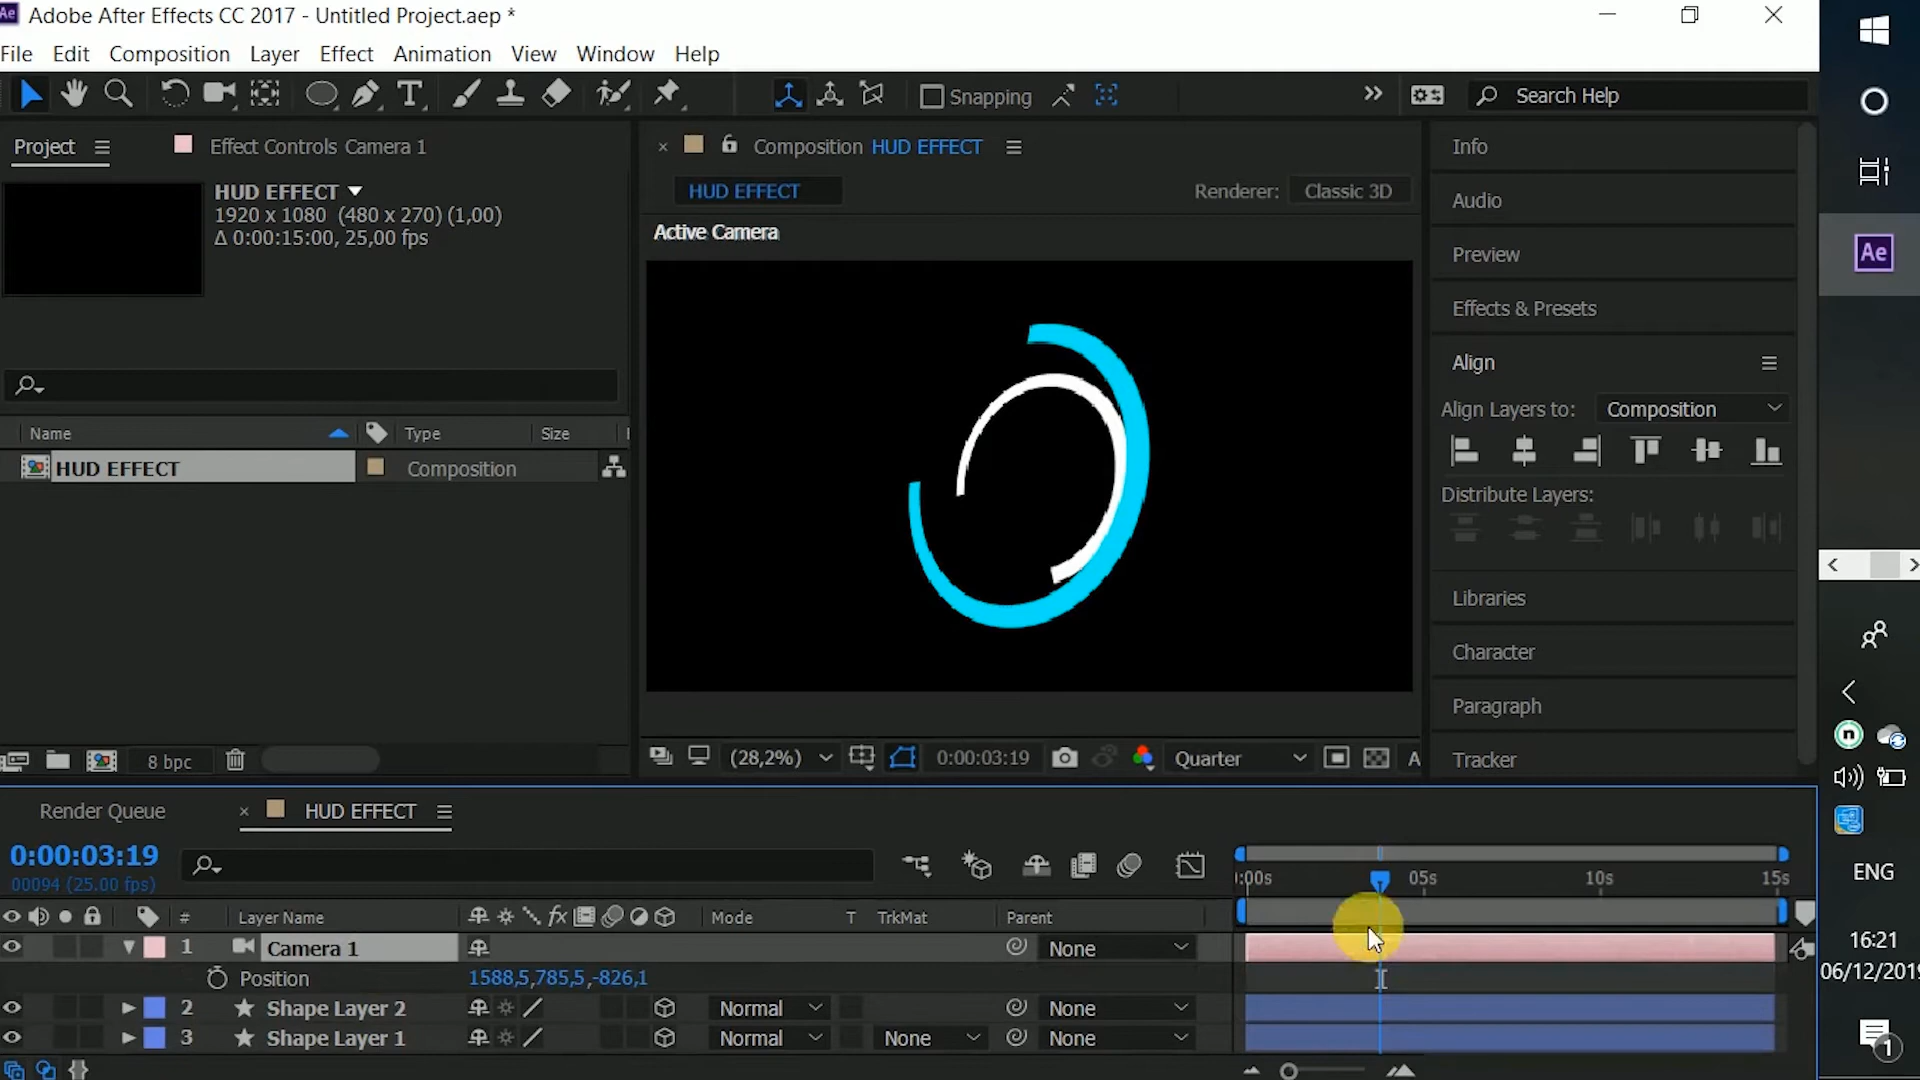 Ae Adobe After Effects CC 2017 - Untitled Project.aep *
File Edit Composition Layer Effect Animation View Window Help
Snapping
Search Help
Project
Effect Controls Camera 1
HUD EFFECT
1920 x 1080 (480 x 270) (1,00)
Δ 0:00:15:00, 25,00 fps
Name Type Size
HUD EFFECT Composition
8 bpc
Composition HUD EFFECT
HUD EFFECT
Renderer: Classic 3D
Active Camera
(28,2%) 0:00:03:19 Quarter A
Info
Audio
Preview
Effects & Presets
Align
Align Layers to: Composition
Distribute Layers:
Libraries
Character
Paragraph
Tracker
Render Queue HUD EFFECT
0:00:03:19
00094 (25.00 fps)
:00s 05s 10s 15s
# Layer Name fx Mode T TrkMat Parent
1 Camera 1 None
Position 1588,5,785,5,-826,1
2 Shape Layer 2 Normal None
3 Shape Layer 1 Normal None None
Ae
ENG
16:21
06/12/2019
1